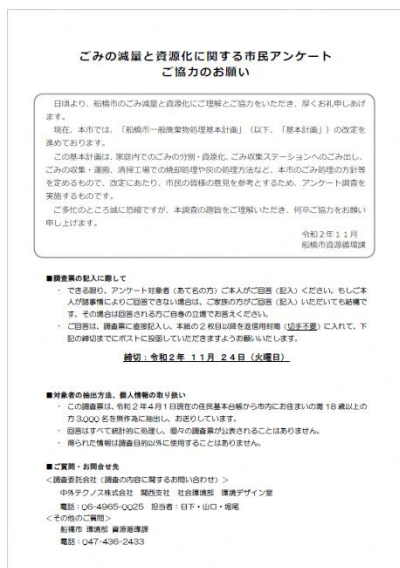 ごみの減量と資源化に関する市民アンケート
ご協力のお願い
日頃より、船橋市のごみ減量と資源化にご理解とご協力をいただき、厚くお礼申しあげ
ます。
現在、本市では、「船橋市一般廃棄物処理基本計画」（以下、「基本計画」）の改定を
進めております。
この基本計画は、家庭内でのごみの分別・資源化、ごみ収集ステーションへのごみ出し、
ごみの収集・運搬、清掃工場での焼却処理や灰の処理方法など、本市のごみ処理の方針等
を定めるもので、改定にあたり、市民の皆様の意見を参考とするため、アンケート調査を
実施するものです。
ご多忙のところ誠に恐縮ですが、本調査の趣旨をご理解いただき、何卒ご協力をお願い
申し上げます。
令和２年１１月
船橋市資源循環課
■調査票の記入に際して
・ できる限り、アンケート対象者（あて名の方）ご本人がご回答（記入）ください。もしご本
人が諸事情によりご回答できない場合は、ご家族の方がご回答（記入）いただいても結構で
す。その場合は回答される方ご自身の立場でお答えください。
・ ご回答は、調査票に直接記入し、本紙の２枚目以降を返信用封筒（切手不要）に入れて、下
記の締切までにポストに投函していただきますようお願いいたします。
締切：令和２年 １１月 ２４日（火曜日）
■対象者の抽出方法、個人情報の取り扱い
・ この調査票は、令和２年４月１日現在の住民基本台帳から市内にお住まいの満１８歳以上の
方３,０００名を無作為に抽出し、お送りしています。
・ 回答はすべて統計的に処理し、個々の調査票が公表されることはありません。
・ 得られた情報は調査目的以外に使用することはありません。
■ご質問・お問合せ先
＜調査委託会社（調査の内容に関するお問い合わせ）＞
中外テクノス株式会社 関西支社 社会環境部 環境デザイン室
電話：06-4965-0025 担当者：日下・山口・堀尾
＜その他のご質問＞
船橋市 環境部 資源循環課
電話：047-436-2433